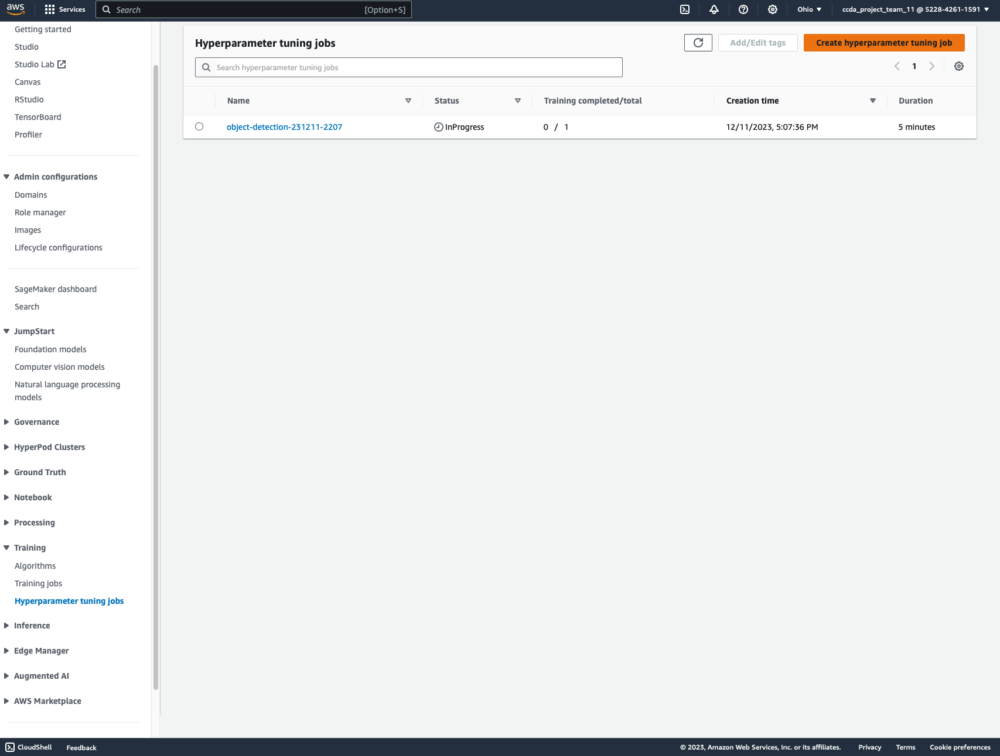 aws
Services
Search
[Option+S]
Ohio
ccda_project_team_11 @ 5228-4261-1591
Getting started
Studio
Studio Lab
Canvas
RStudio
TensorBoard
Profiler
Admin configurations
Domains
Role manager
Images
Lifecycle configurations
SageMaker dashboard
Search
JumpStart
Foundation models
Computer vision models
Natural language processing
models
Governance
HyperPod Clusters
Ground Truth
Notebook
Processing
Training
Algorithms
Training jobs
Hyperparameter tuning jobs
Inference
Edge Manager
Augmented AI
AWS Marketplace
Hyperparameter tuning jobs
Add/Edit tags
Create hyperparameter tuning job
Search hyperparameter tuning jobs
1
Name Status Training completed/total Creation time Duration
object-detection-231211-2207 InProgress 0 / 1 12/11/2023, 5:07:36 PM 5 minutes
CloudShell Feedback © 2023, Amazon Web Services, Inc. or its affiliates. Privacy Terms Cookie preferences